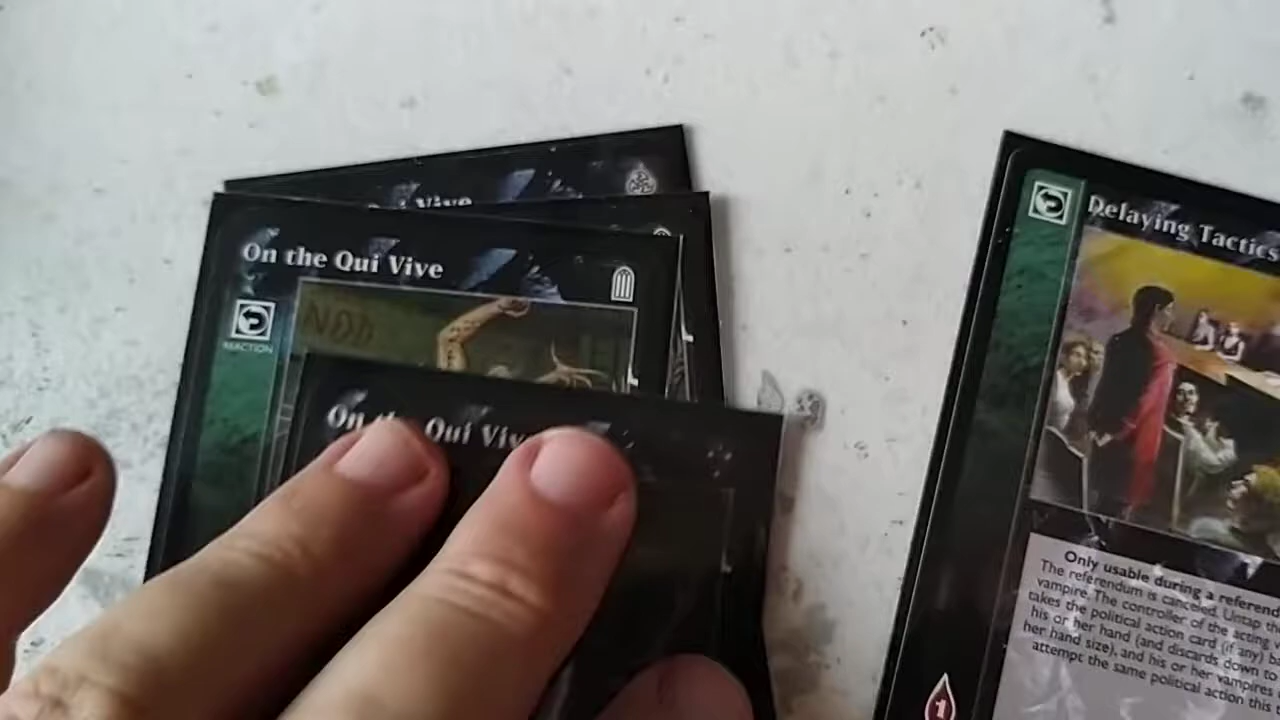 Vive
On the Qui Vive
REACTION
NOD
On the Qui Vive
Delaying Tactics
Only usable during a referend
The referendum is canceled. Untap th
vampire. The controller of the acting v
takes the political action card (if any) b
his or her hand (and discards down to
her hand size), and his or her vampires
attempt the same political action this t
1